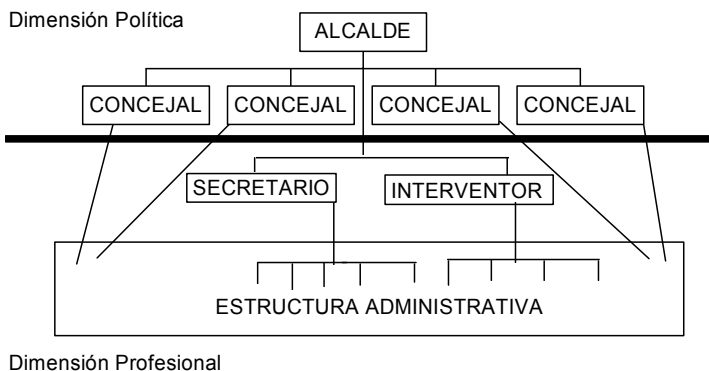 Dimensión Política
ALCALDE
CONCEJAL CONCEJAL CONCEJAL CONCEJAL
SECRETARIO INTERVENTOR
ESTRUCTURA ADMINISTRATIVA
Dimensión Profesional